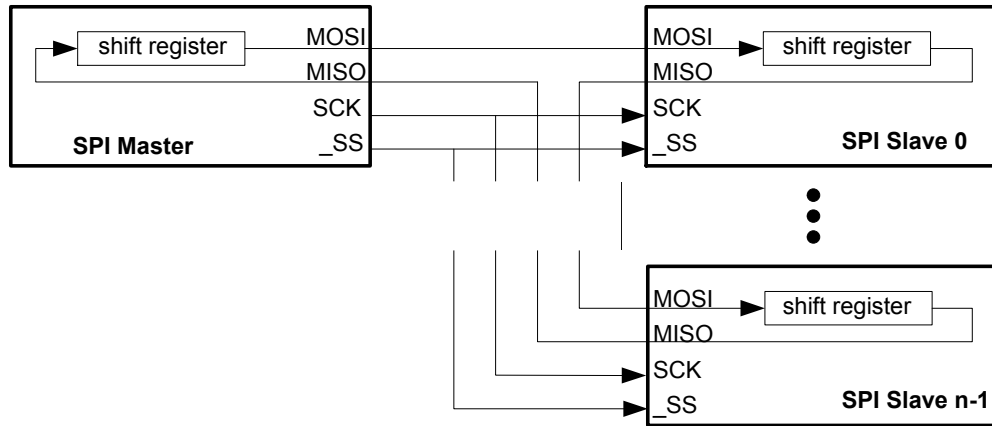 shift register
MOSI
MISO
SCK
_SS
SPI Master
MOSI
shift register
MISO
SCK
_SS
SPI Slave 0
MOSI
shift register
MISO
SCK
_SS
SPI Slave n-1